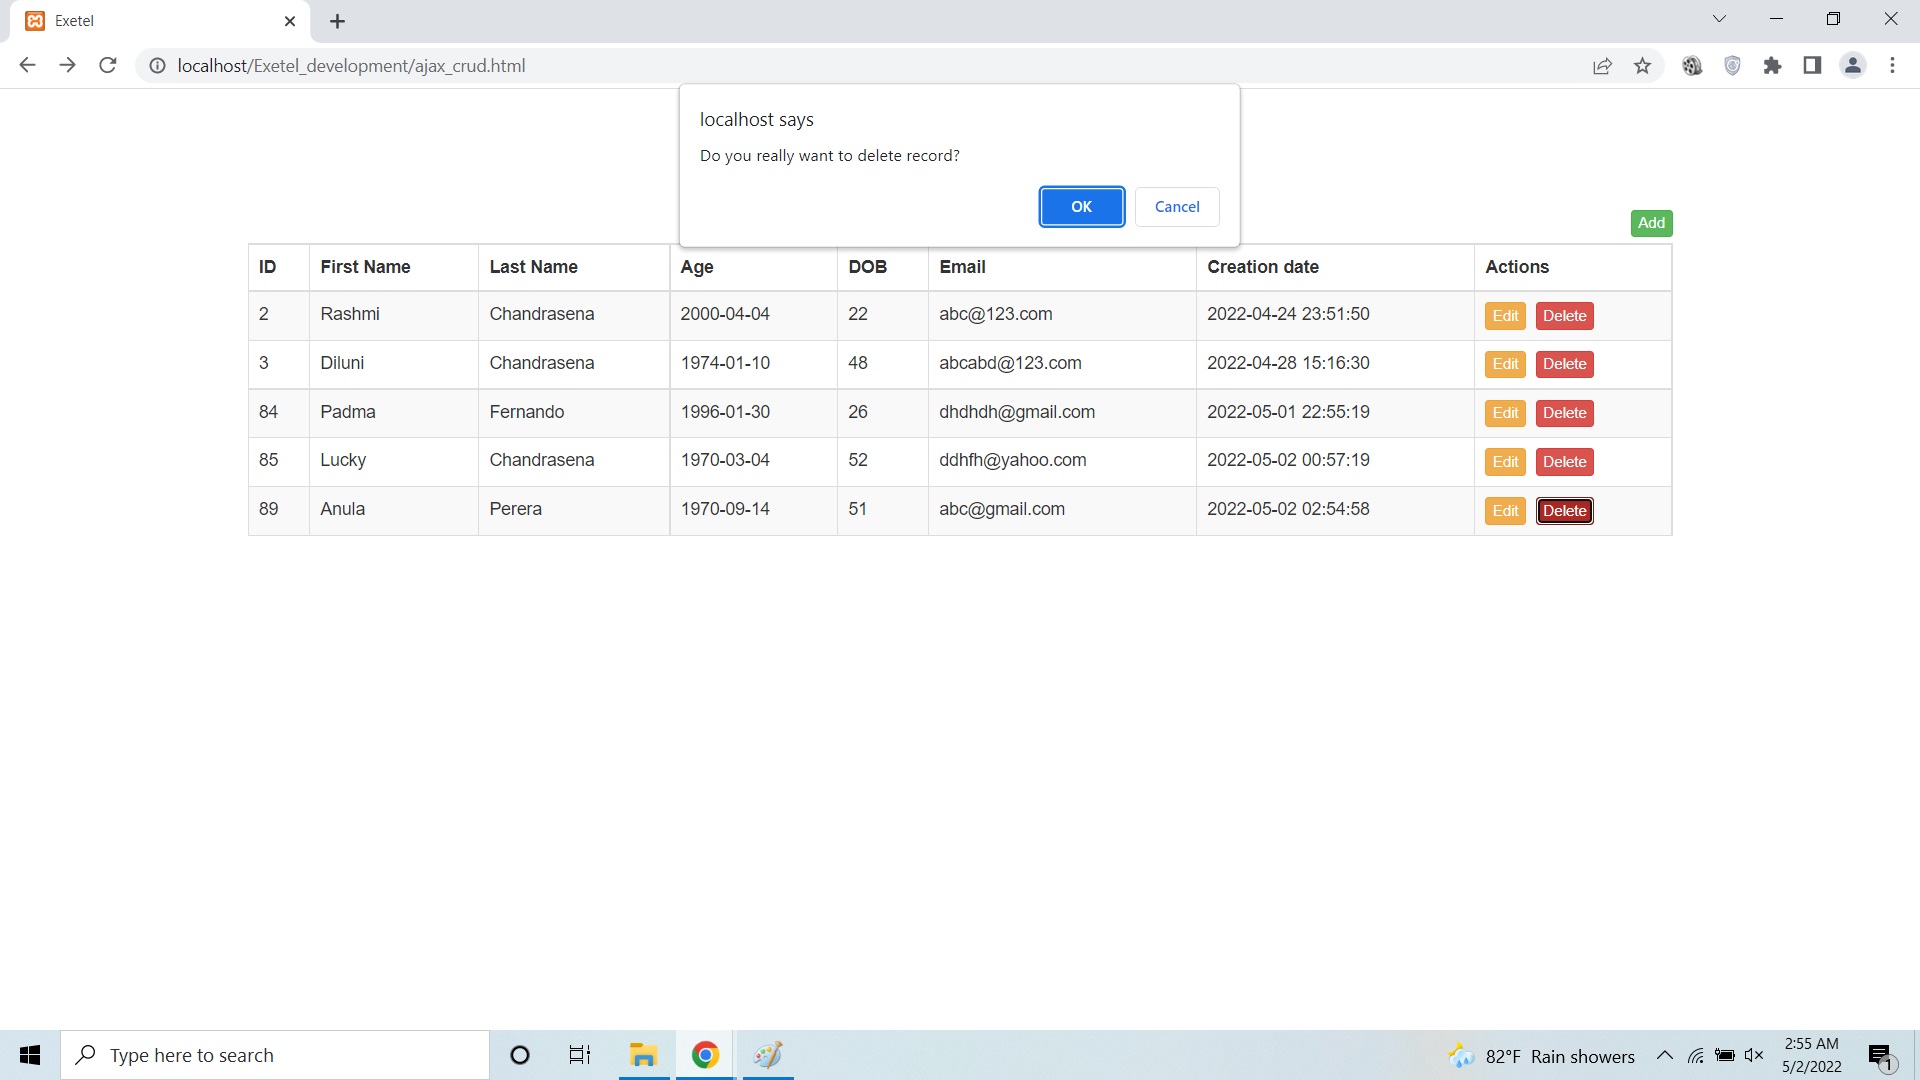 Exetel
localhost/Exetel_development/ajax_crud.html
localhost says
Do you really want to delete record?
OK Cancel
Add
ID First Name Last Name Age DOB Email Creation date Actions
2 Rashmi Chandrasena 2000-04-04 22 abc@123.com 2022-04-24 23:51:50 Edit Delete
3 Diluni Chandrasena 1974-01-10 48 abcabd@123.com 2022-04-28 15:16:30 Edit Delete
84 Padma Fernando 1996-01-30 26 dhdhdh@gmail.com 2022-05-01 22:55:19 Edit Delete
85 Lucky Chandrasena 1970-03-04 52 ddhfh@yahoo.com 2022-05-02 00:57:19 Edit Delete
89 Anula Perera 1970-09-14 51 abc@gmail.com 2022-05-02 02:54:58 Edit Delete
Type here to search
82°F Rain showers
2:55 AM
5/2/2022
1